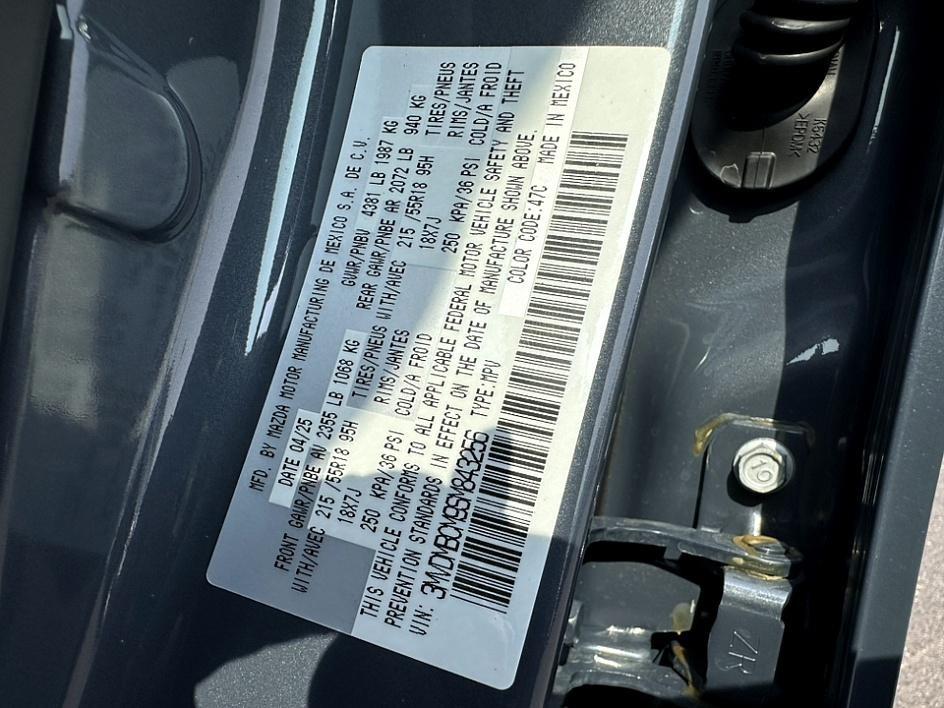 MFD. BY MAZDA MOTOR MANUFACTURING DE MEXICO S.A. DE C.V.
DATE 04/25 GVWR/PNBV 4381 LB 1987 KG
FRONT GAWR/PNBE AV 2355 LB 1068 KG REAR GAWR/PNBE AR 2072 LB 940 KG
WITH/AVEC 215 /55R18 95H TIRES/PNEUS WITH/AVEC 215 /55R18 95H TIRES/PNEUS
18X7J RIMS/JANTES 18X7J RIMS/JANTES
250 KPA/36 PSI COLD/A FROID 250 KPA/36 PSI COLD/A FROID
THIS VEHICLE CONFORMS TO ALL APPLICABLE FEDERAL MOTOR VEHICLE SAFETY AND THEFT
PREVENTION STANDARDS IN EFFECT ON THE DATE OF MANUFACTURE SHOWN ABOVE.
VIN: 3MVDMBCM9SM843256 TYPE:MPV COLOR CODE:47C MADE IN MEXICO
K6432
>EPDM<
19
ZR